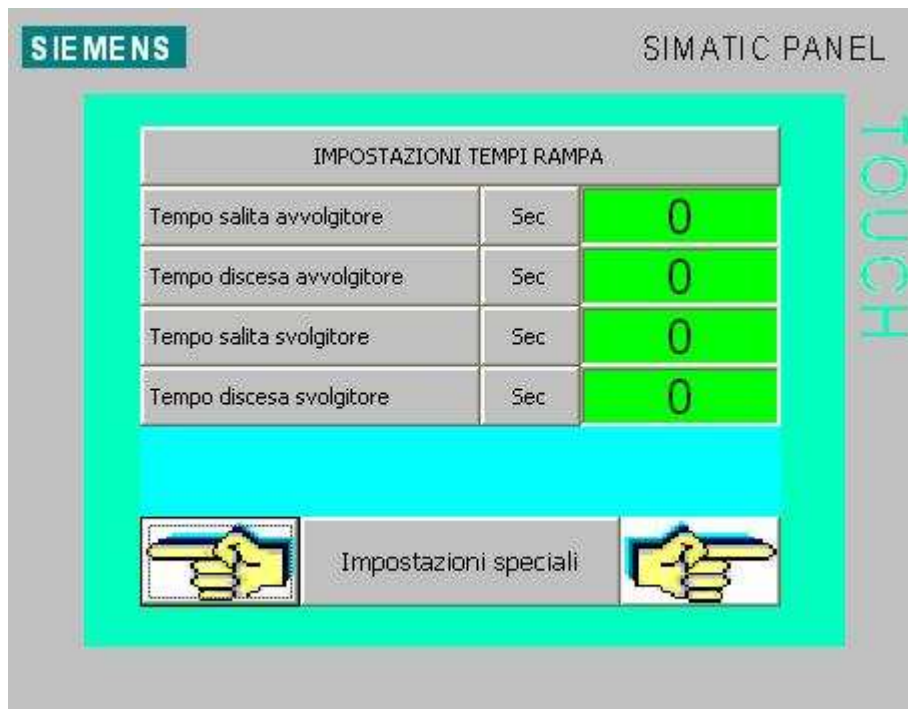 SIEMENS
SIMATIC PANEL
TOUCH
IMPOSTAZIONI TEMPI RAMPA
Tempo salita avvolgitore Sec 0
Tempo discesa avvolgitore Sec 0
Tempo salita svolgitore Sec 0
Tempo discesa svolgitore Sec 0
Impostazioni speciali